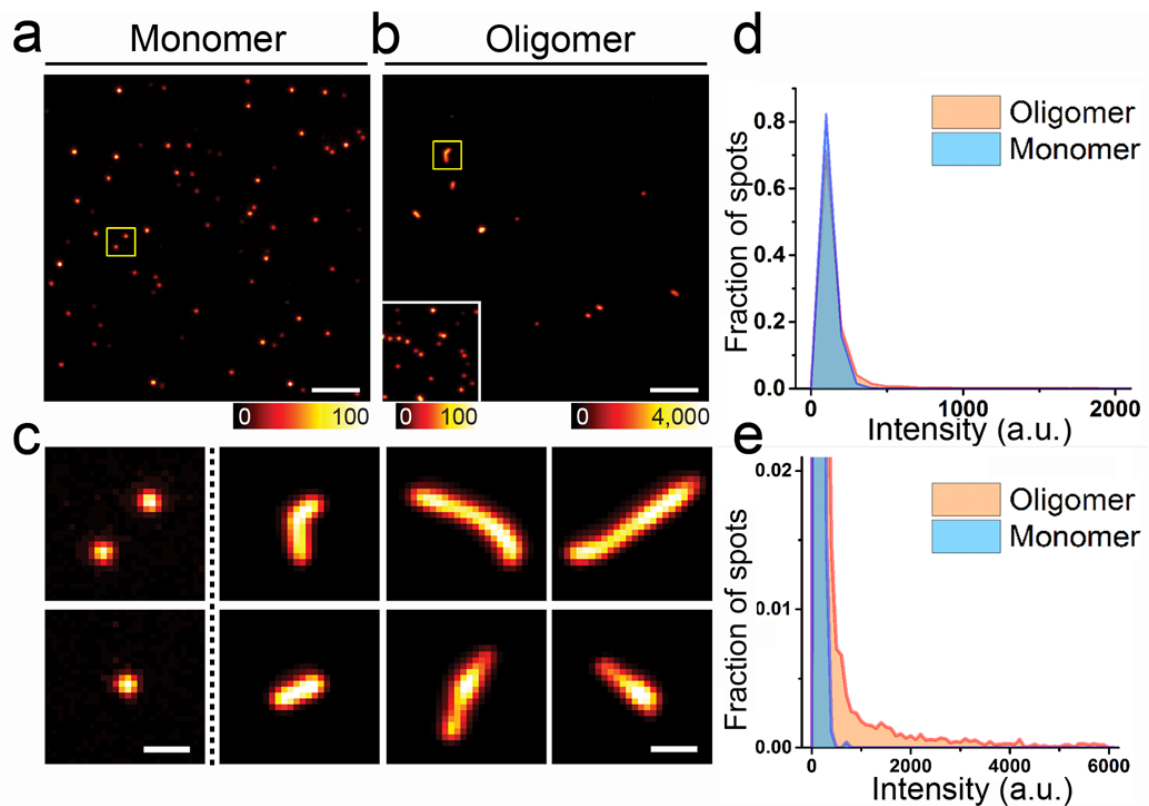 a
Monomer
b
Oligomer
0 100
0 100
0 4,000
c
d
Oligomer
Monomer
Fraction of spots
0.8
0.6
0.4
0.2
0.0
0 1000 2000
Intensity (a.u.)
e
Oligomer
Monomer
Fraction of spots
0.02
0.01
0.00
0 2000 4000 6000
Intensity (a.u.)